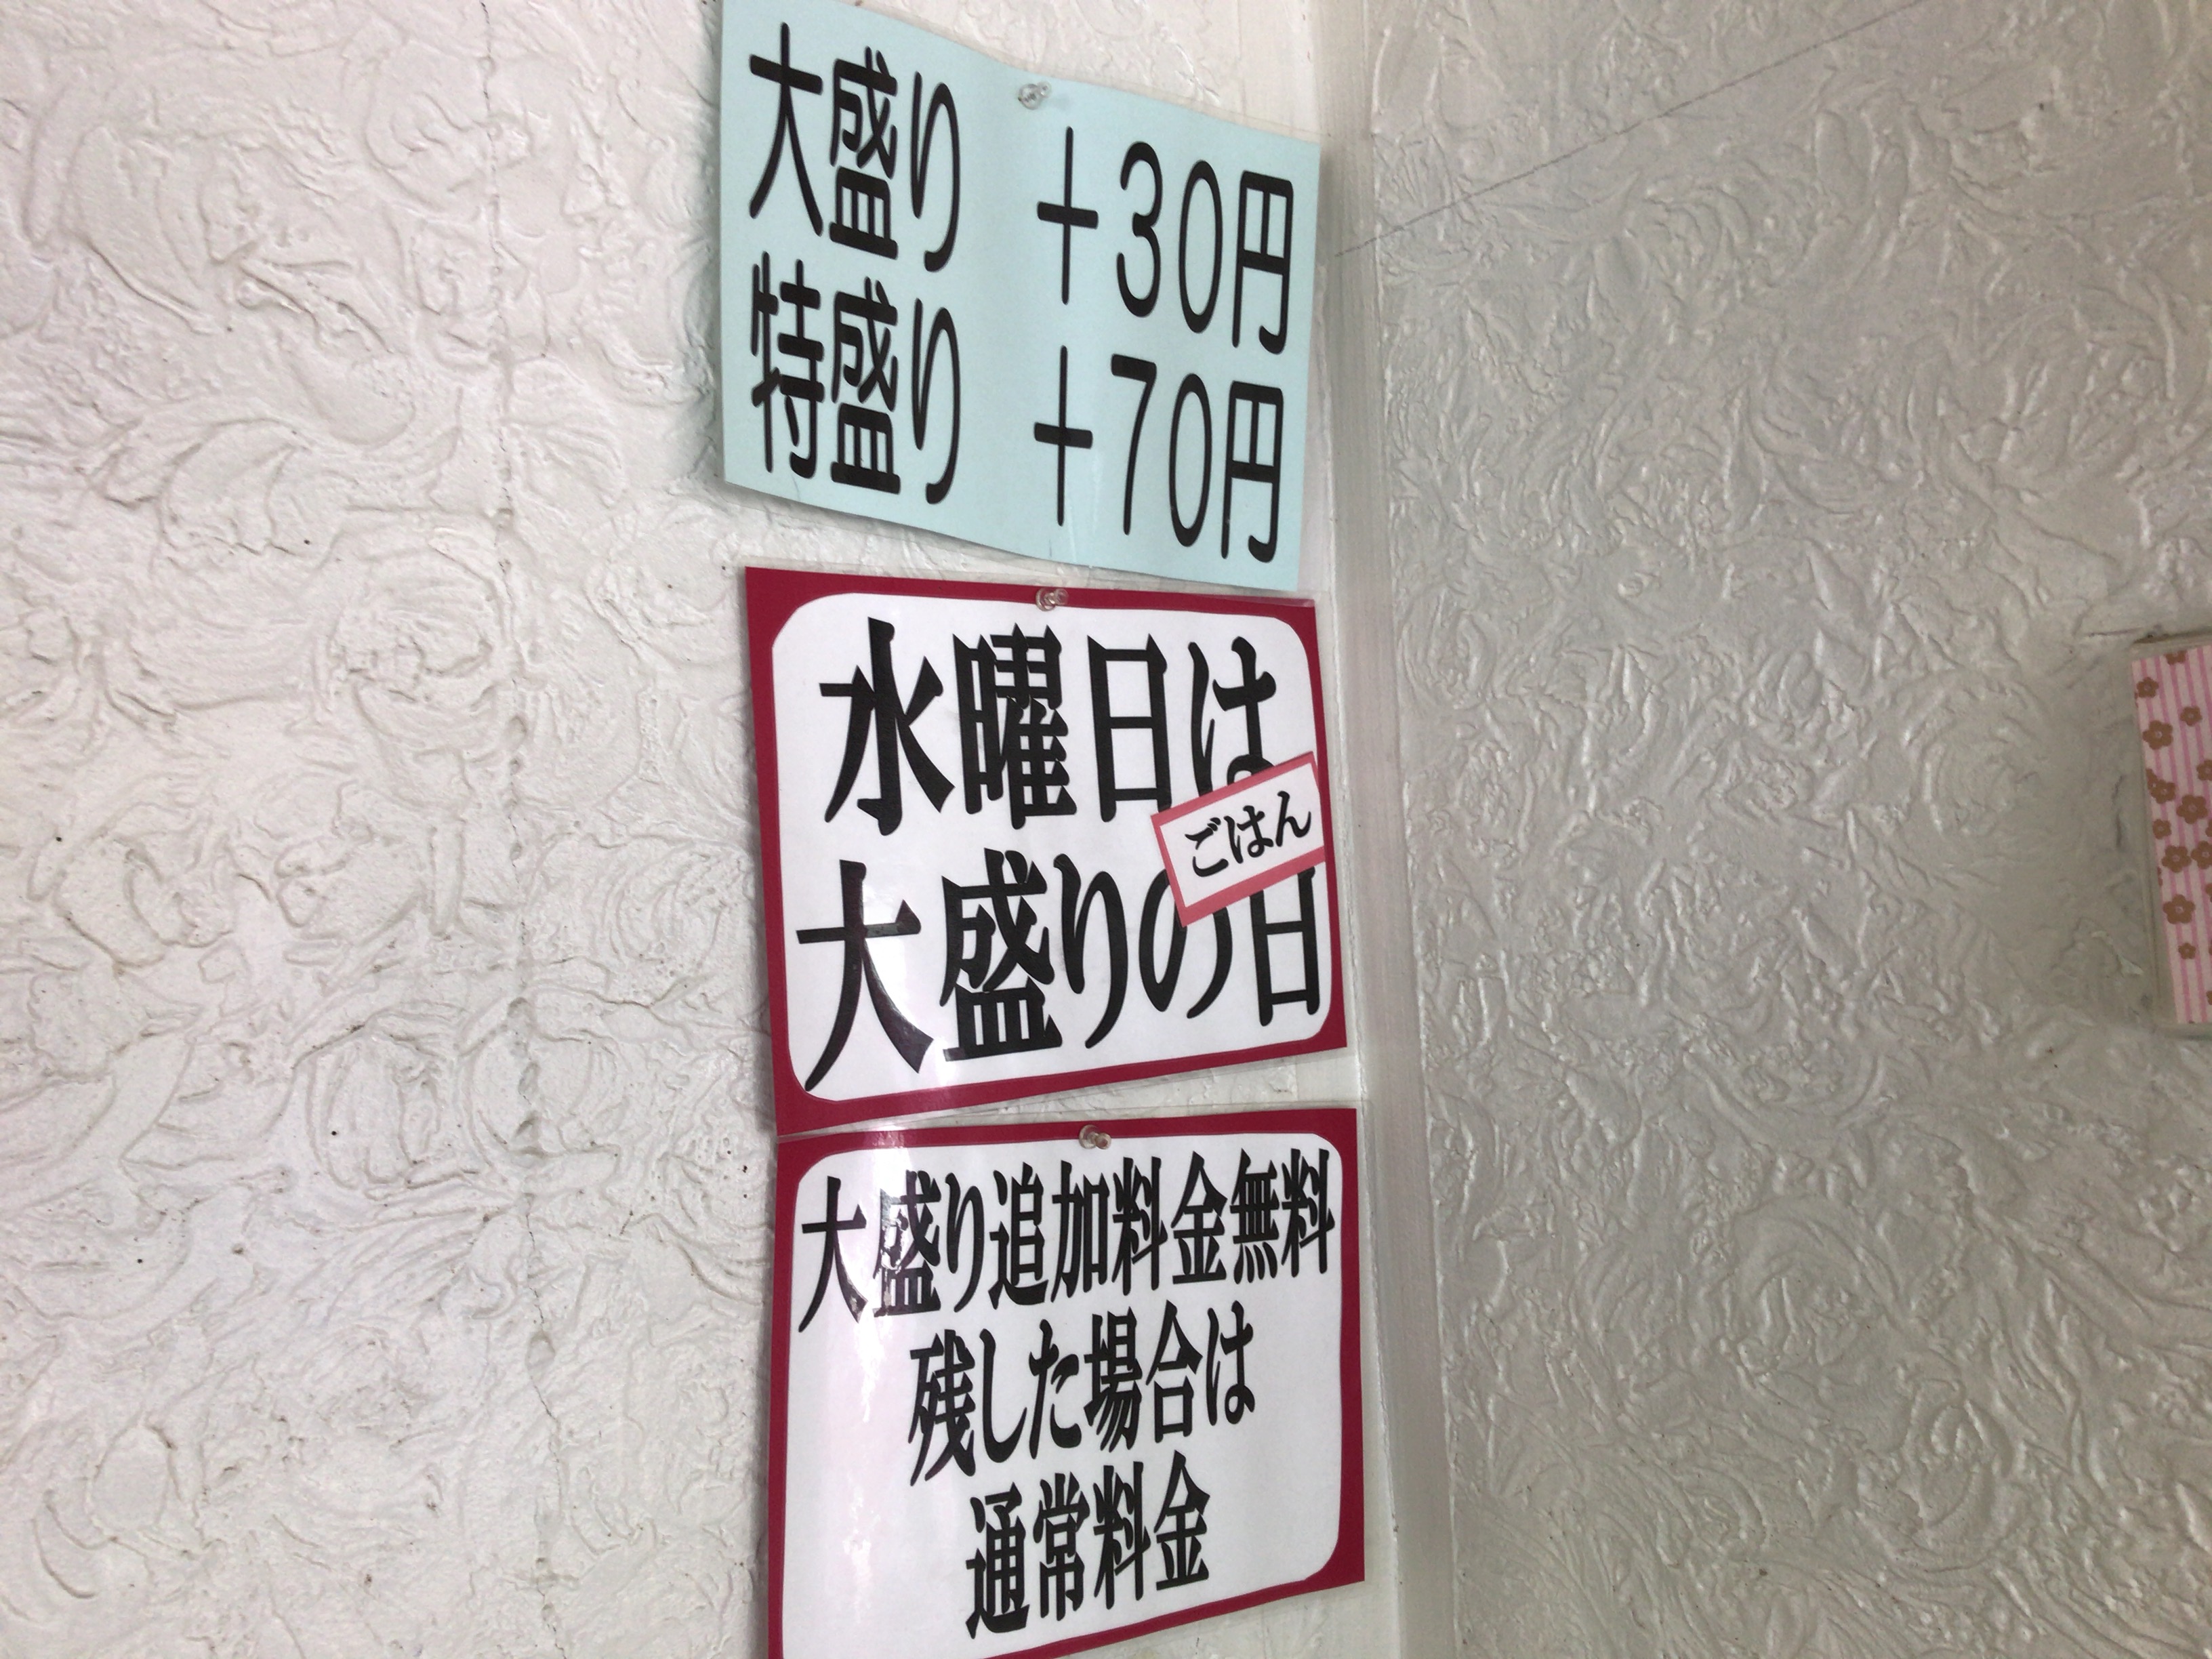 大盛り +30円
特盛り +70円
水曜日は
ごはん
大盛りの日
大盛り追加料金無料
残した場合は
通常料金